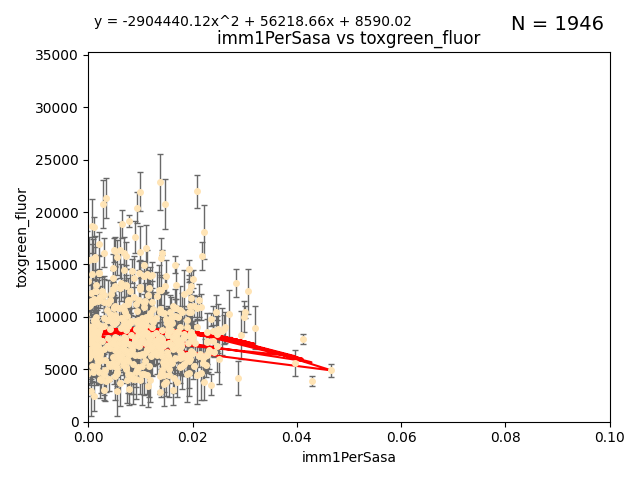 y = -2904440.12x^2 + 56218.66x + 8590.02
N = 1946
imm1PerSasa vs toxgreen_fluor
35000
30000
25000
20000
15000
10000
5000
0
toxgreen_fluor
0.00 0.02 0.04 0.06 0.08 0.10
imm1PerSasa